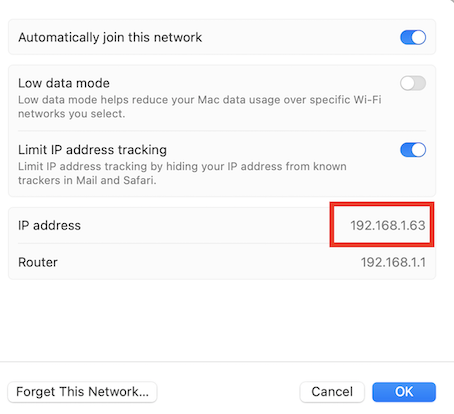 Automatically join this network
Low data mode
Low data mode helps reduce your Mac data usage over specific Wi-Fi
networks you select.
Limit IP address tracking
Limit IP address tracking by hiding your IP address from known
trackers in Mail and Safari.
IP address 192.168.1.63
Router 192.168.1.1
Forget This Network... Cancel OK